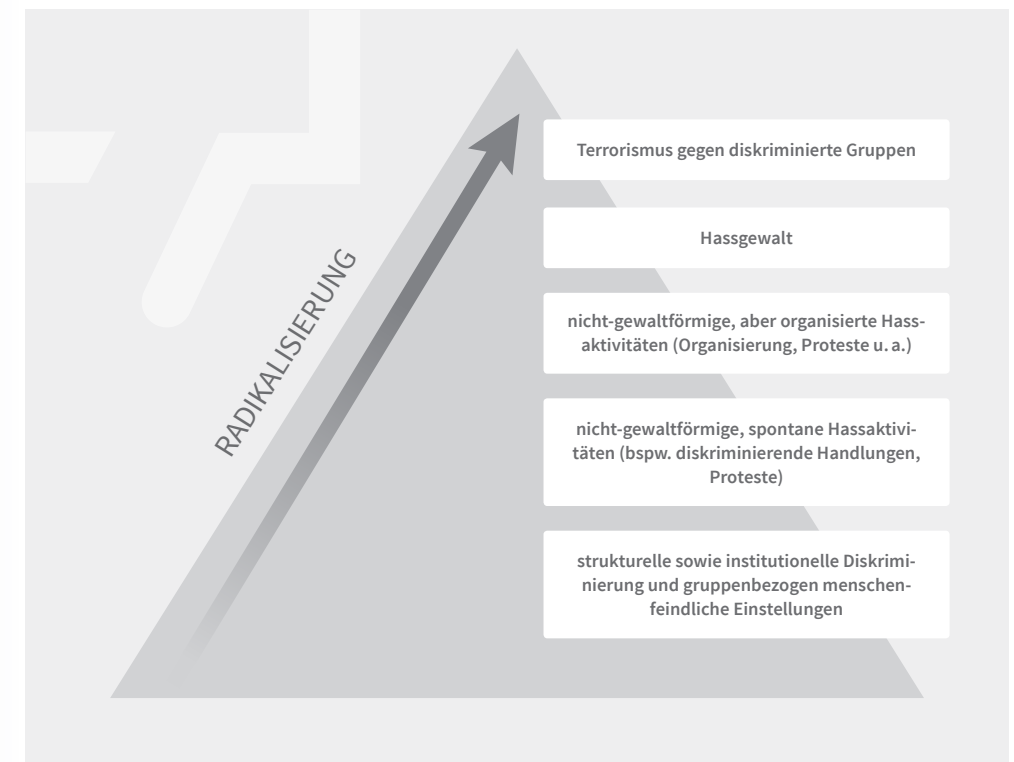 Terrorismus gegen diskriminierte Gruppen
Hassgewalt
RADIKALISIERUNG
nicht-gewaltförmige, aber organisierte Hass-
aktivitäten (Organisierung, Proteste u. a.)
nicht-gewaltförmige, spontane Hassaktivi-
täten (bspw. diskriminierende Handlungen,
Proteste)
strukturelle sowie institutionelle Diskrimi-
nierung und gruppenbezogen menschen-
feindliche Einstellungen